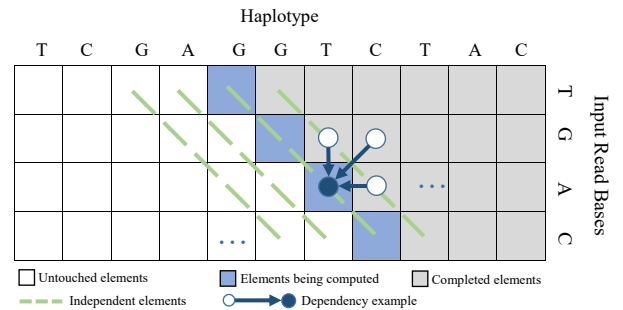 Haplotype
T C G A G G T C T A C
T
G
A
C
Input Read Bases
...
...
Untouched elements Elements being computed Completed elements
Independent elements Dependency example